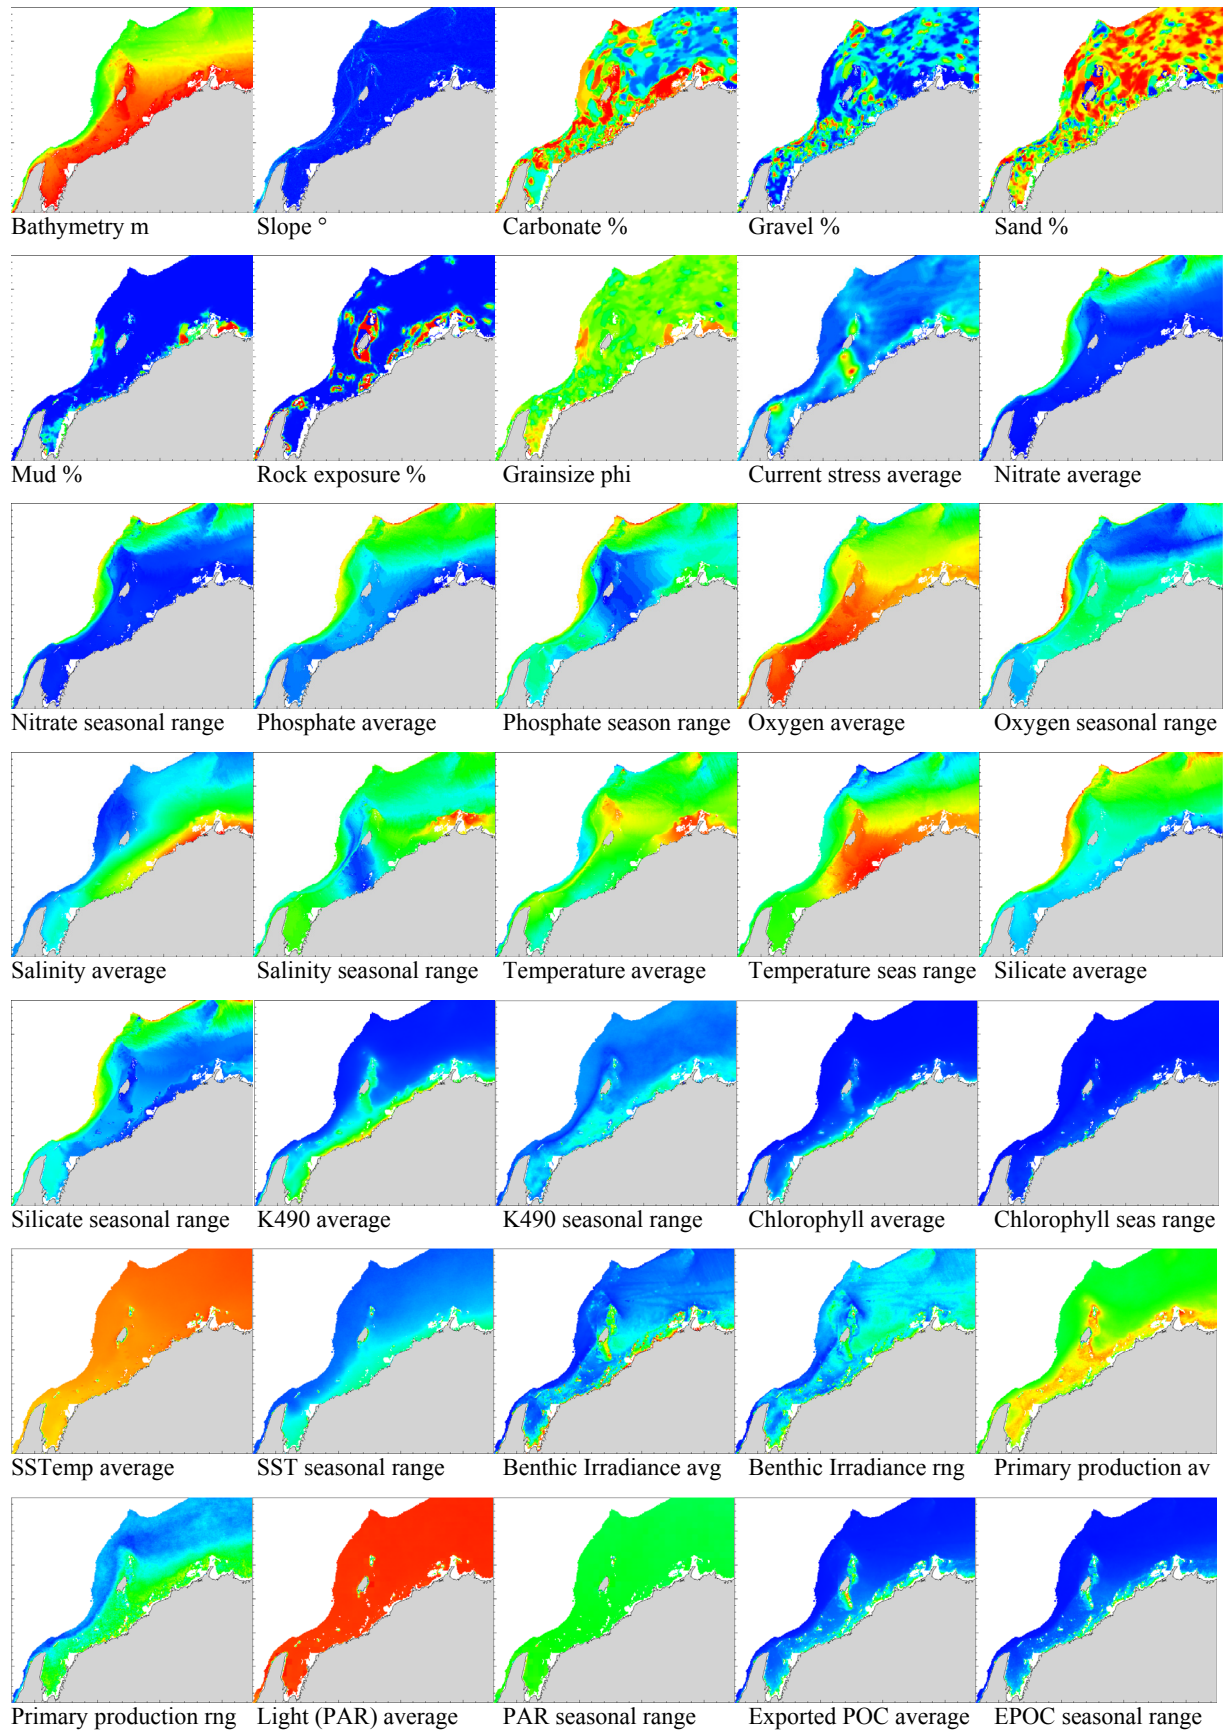 Bathymetry m
Slope °
Carbonate %
Gravel %
Sand %
Mud %
Rock exposure %
Grainsize phi
Current stress average
Nitrate average
Nitrate seasonal range
Phosphate average
Phosphate season range
Oxygen average
Oxygen seasonal range
Salinity average
Salinity seasonal range
Temperature average
Temperature seas range
Silicate average
Silicate seasonal range
K490 average
K490 seasonal range
Chlorophyll average
Chlorophyll seas range
SSTemp average
SST seasonal range
Benthic Irradiance avg
Benthic Irradiance rng
Primary production av
Primary production rng
Light (PAR) average
PAR seasonal range
Exported POC average
EPOC seasonal range